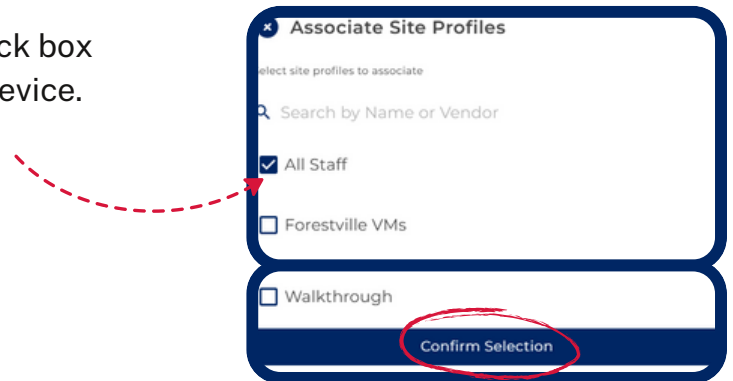 ck box
evice.
Associate Site Profiles
elect site profiles to associate
Search by Name or Vendor
All Staff
Forestville VMs
Walkthrough
Confirm Selection